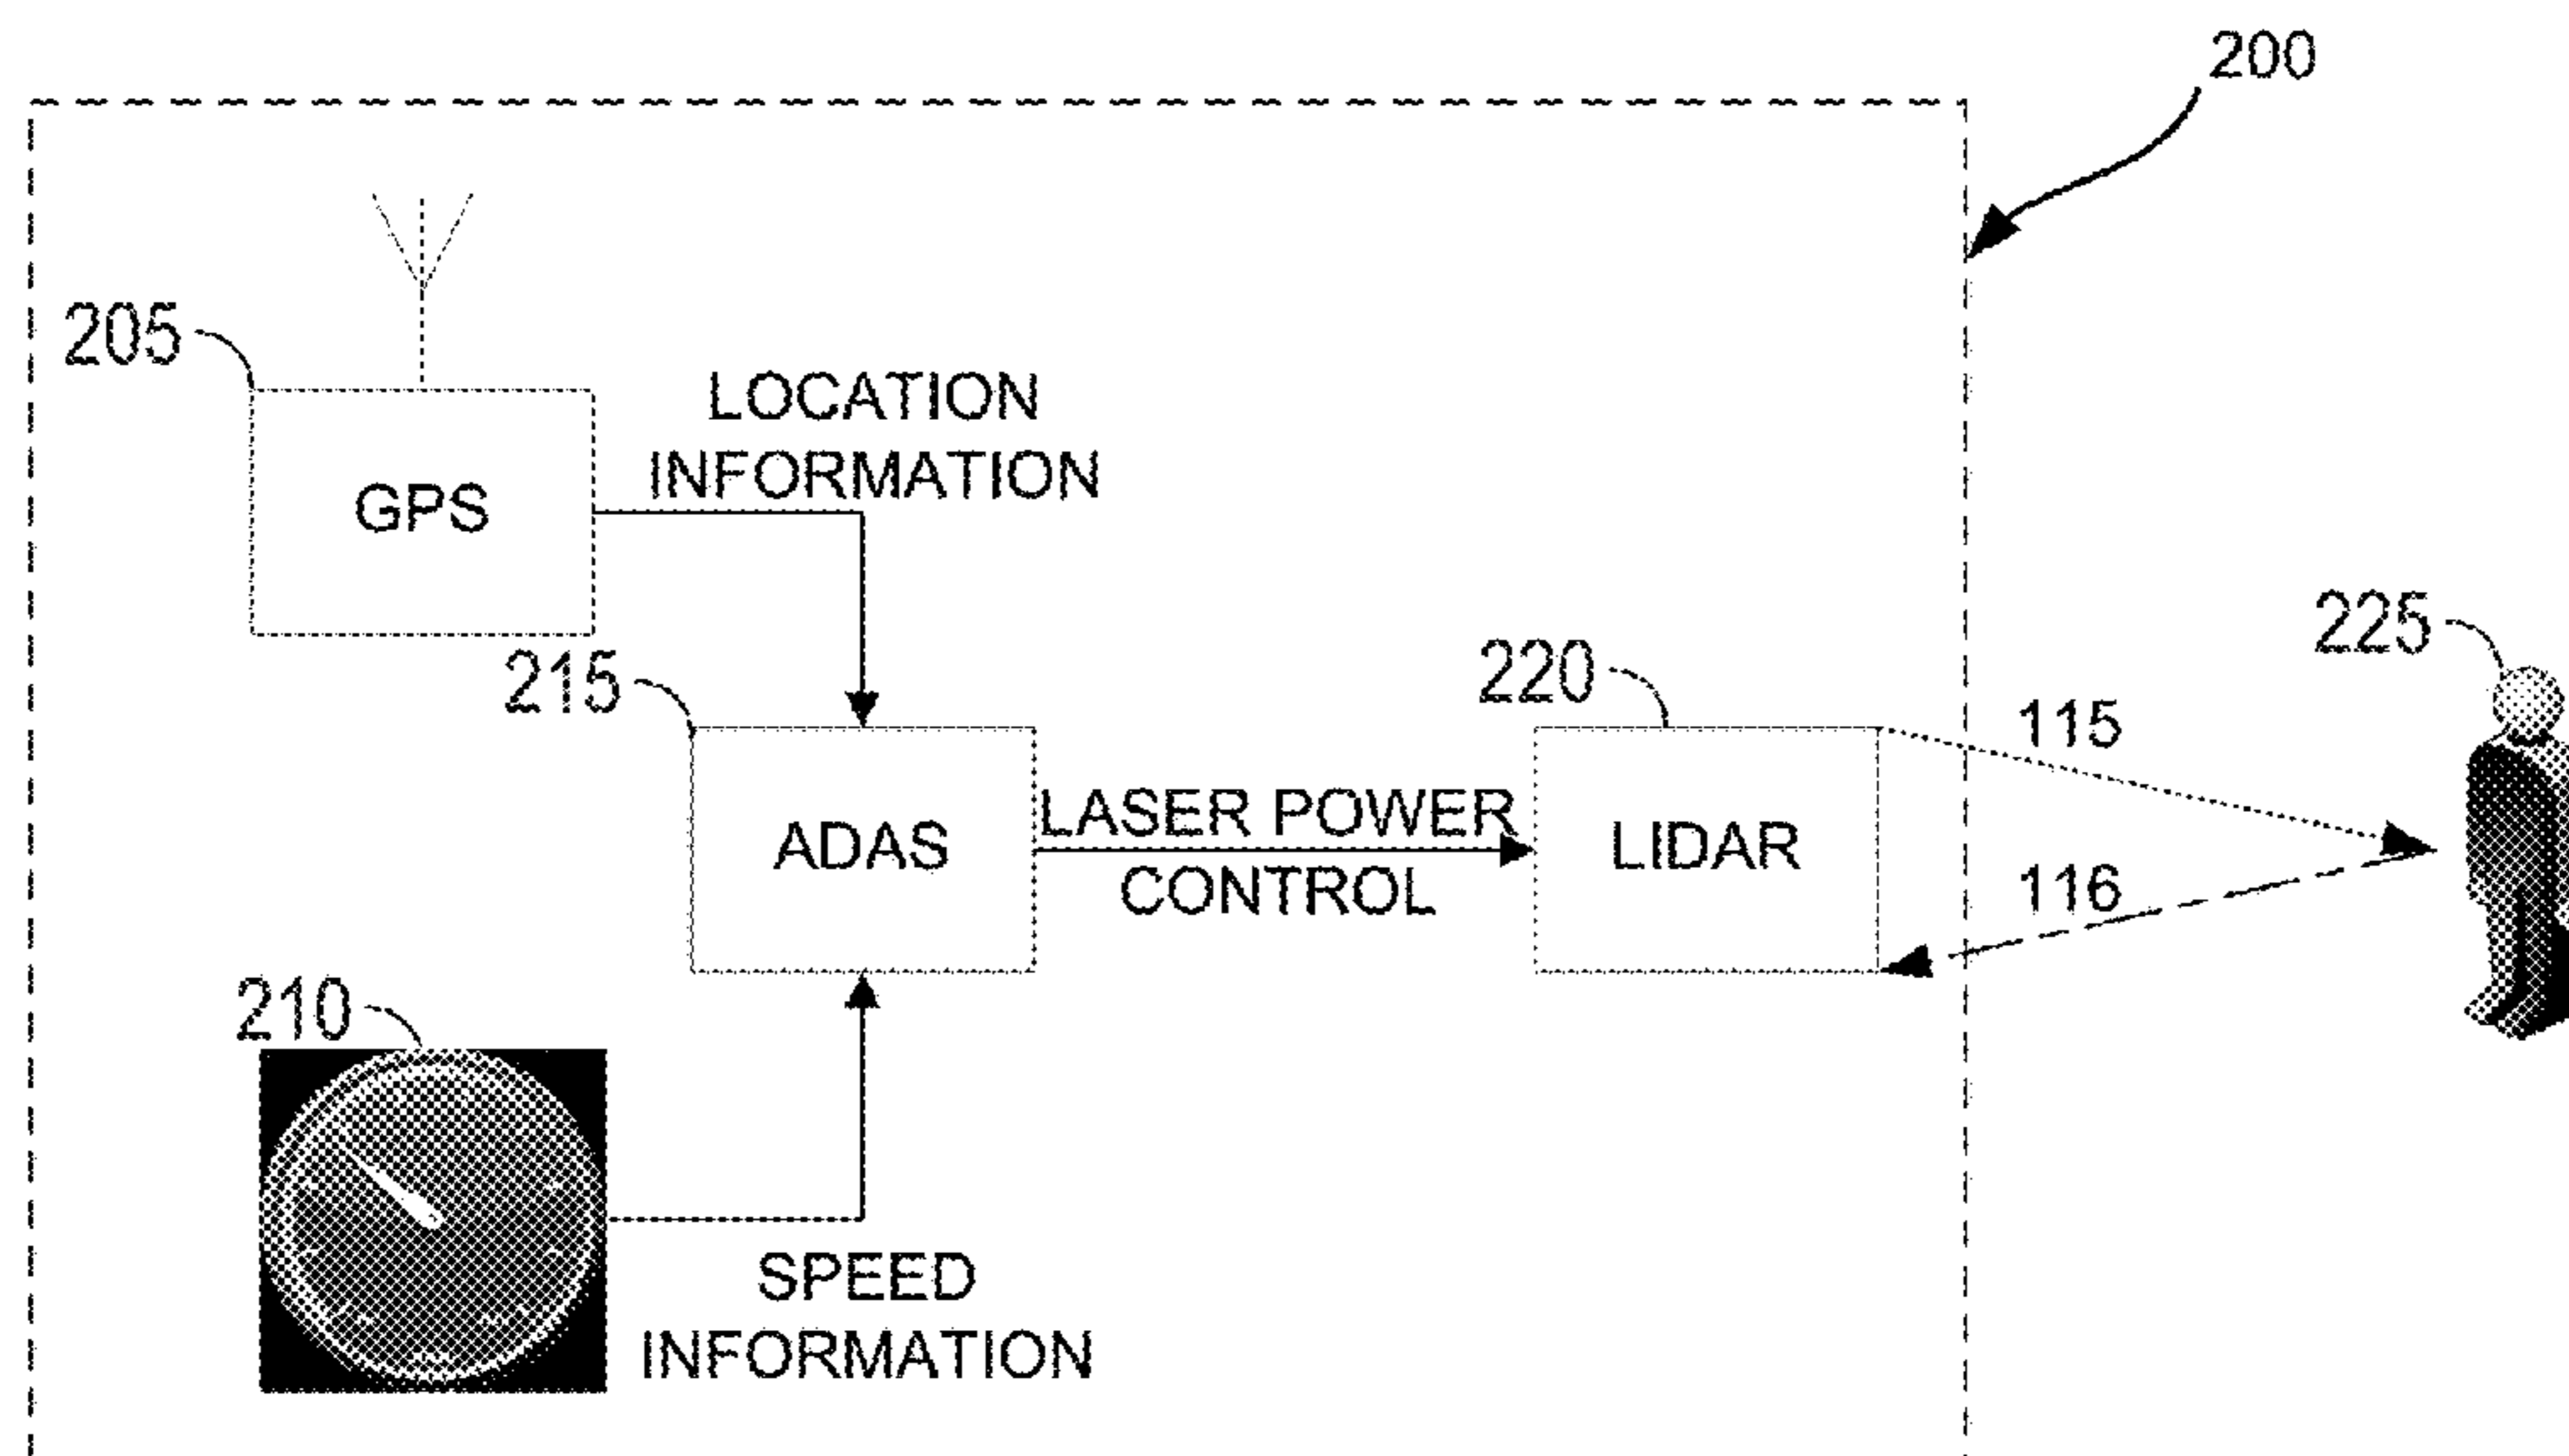 200
205
LOCATION
INFORMATION
GPS
225
215
220
115
LASER POWER
ADAS
LIDAR
CONTROL
116
210
SPEED
INFORMATION